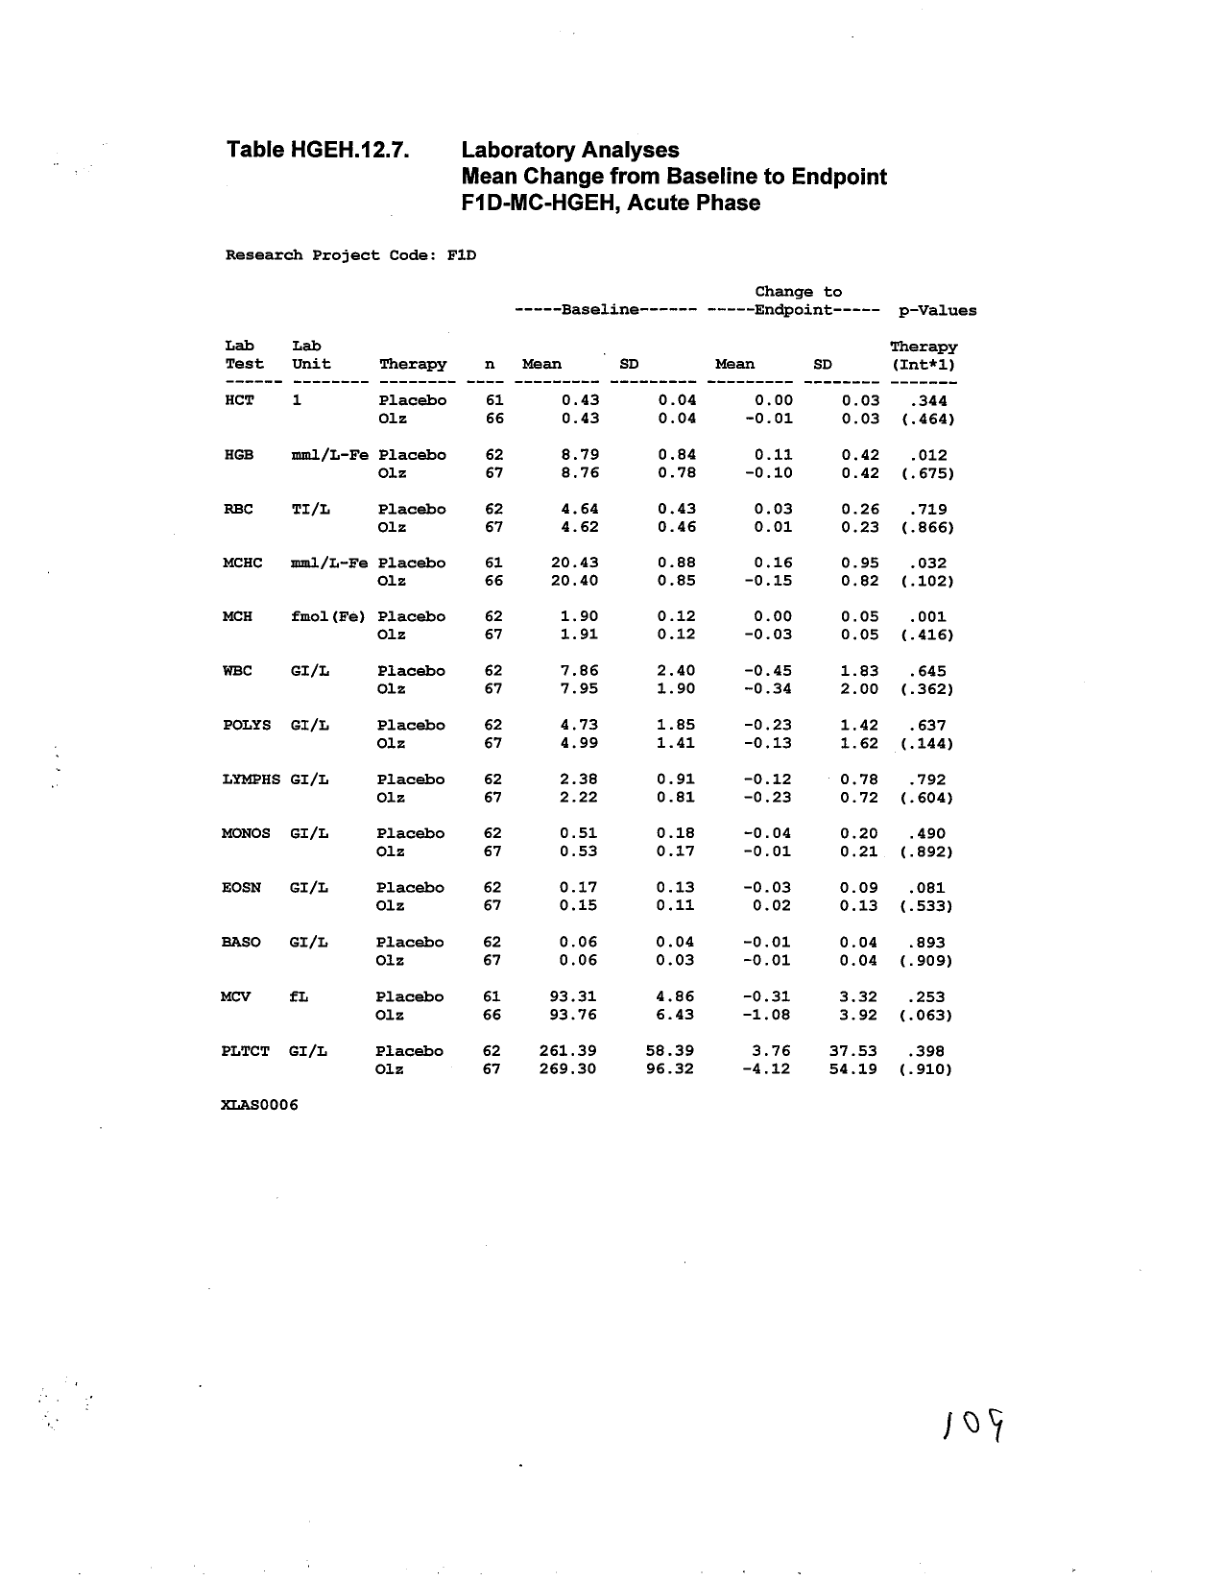 Table HGEH.12.7. Laboratory Analyses
Mean Change from Baseline to Endpoint
F1D-MC-HGEH, Acute Phase
Research Project Code: F1D
Change to
-----Baseline------ -----Endpoint----- p-Values
Lab Lab Therapy
Test Unit Therapy n Mean SD Mean SD (Int*1)
------ -------- -------- ---- --------- --------- --------- -------- -------
HCT 1 Placebo 61 0.43 0.04 0.00 0.03 .344
Olz 66 0.43 0.04 -0.01 0.03 (.464)
HGB mml/L-Fe Placebo 62 8.79 0.84 0.11 0.42 .012
Olz 67 8.76 0.78 -0.10 0.42 (.675)
RBC TI/L Placebo 62 4.64 0.43 0.03 0.26 .719
Olz 67 4.62 0.46 0.01 0.23 (.866)
MCHC mml/L-Fe Placebo 61 20.43 0.88 0.16 0.95 .032
Olz 66 20.40 0.85 -0.15 0.82 (.102)
MCH fmol(Fe) Placebo 62 1.90 0.12 0.00 0.05 .001
Olz 67 1.91 0.12 -0.03 0.05 (.416)
WBC GI/L Placebo 62 7.86 2.40 -0.45 1.83 .645
Olz 67 7.95 1.90 -0.34 2.00 (.362)
POLYS GI/L Placebo 62 4.73 1.85 -0.23 1.42 .637
Olz 67 4.99 1.41 -0.13 1.62 (.144)
LYMPHS GI/L Placebo 62 2.38 0.91 -0.12 0.78 .792
Olz 67 2.22 0.81 -0.23 0.72 (.604)
MONOS GI/L Placebo 62 0.51 0.18 -0.04 0.20 .490
Olz 67 0.53 0.17 -0.01 0.21 (.892)
EOSN GI/L Placebo 62 0.17 0.13 -0.03 0.09 .081
Olz 67 0.15 0.11 0.02 0.13 (.533)
BASO GI/L Placebo 62 0.06 0.04 -0.01 0.04 .893
Olz 67 0.06 0.03 -0.01 0.04 (.909)
MCV fL Placebo 61 93.31 4.86 -0.31 3.32 .253
Olz 66 93.76 6.43 -1.08 3.92 (.063)
PLTCT GI/L Placebo 62 261.39 58.39 3.76 37.53 .398
Olz 67 269.30 96.32 -4.12 54.19 (.910)
XLAS0006
109